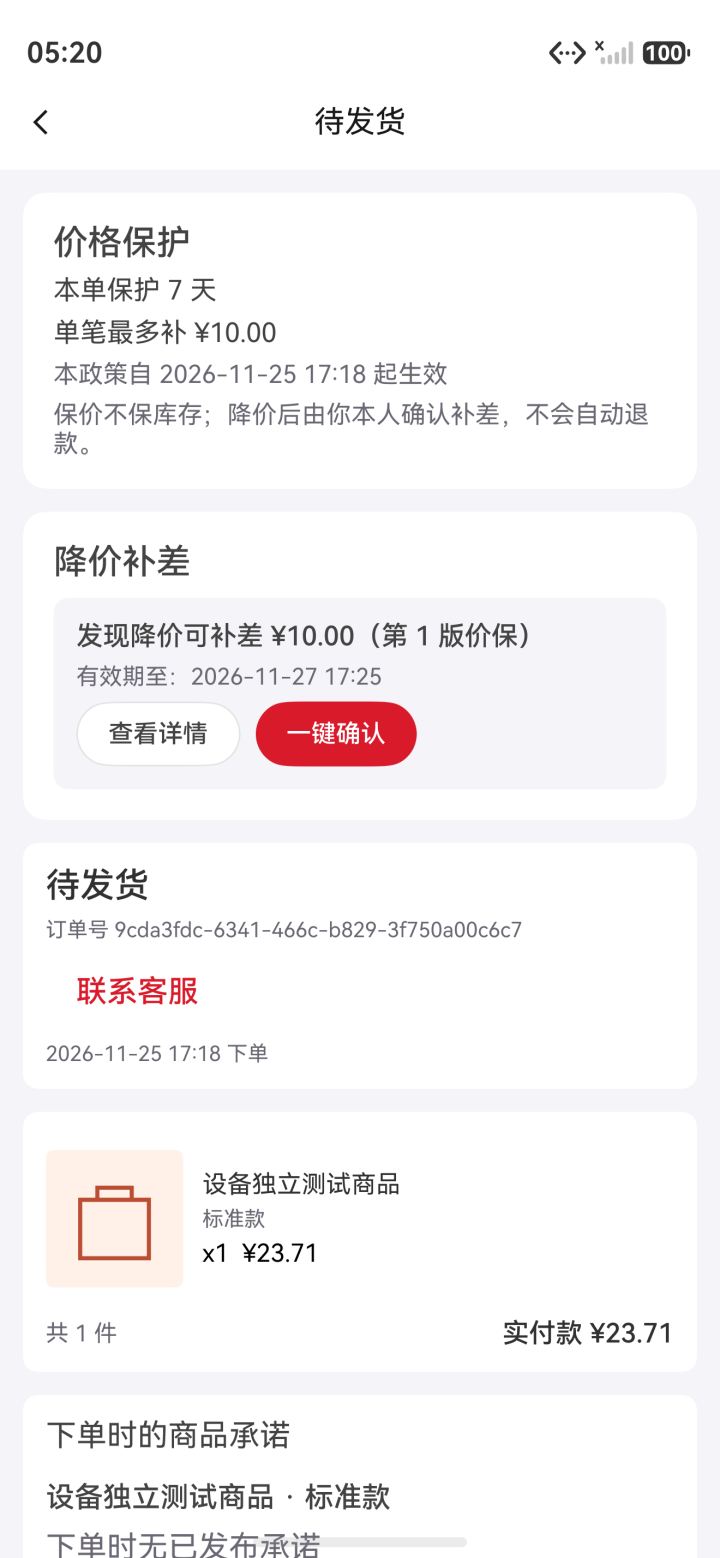 05:20
100
待发货
价格保护
本单保护 7 天
单笔最多补 ¥10.00
本政策自 2026-11-25 17:18 起生效
保价不保库存；降价后由你本人确认补差，不会自动退
款。
降价补差
发现降价可补差 ¥10.00（第 1 版价保）
有效期至：2026-11-27 17:25
查看详情 一键确认
待发货
订单号 9cda3fdc-6341-466c-b829-3f750a00c6c7
联系客服
2026-11-25 17:18 下单
设备独立测试商品
标准款
x1 ¥23.71
共 1 件 实付款 ¥23.71
下单时的商品承诺
设备独立测试商品 · 标准款
下单时无已发布承诺